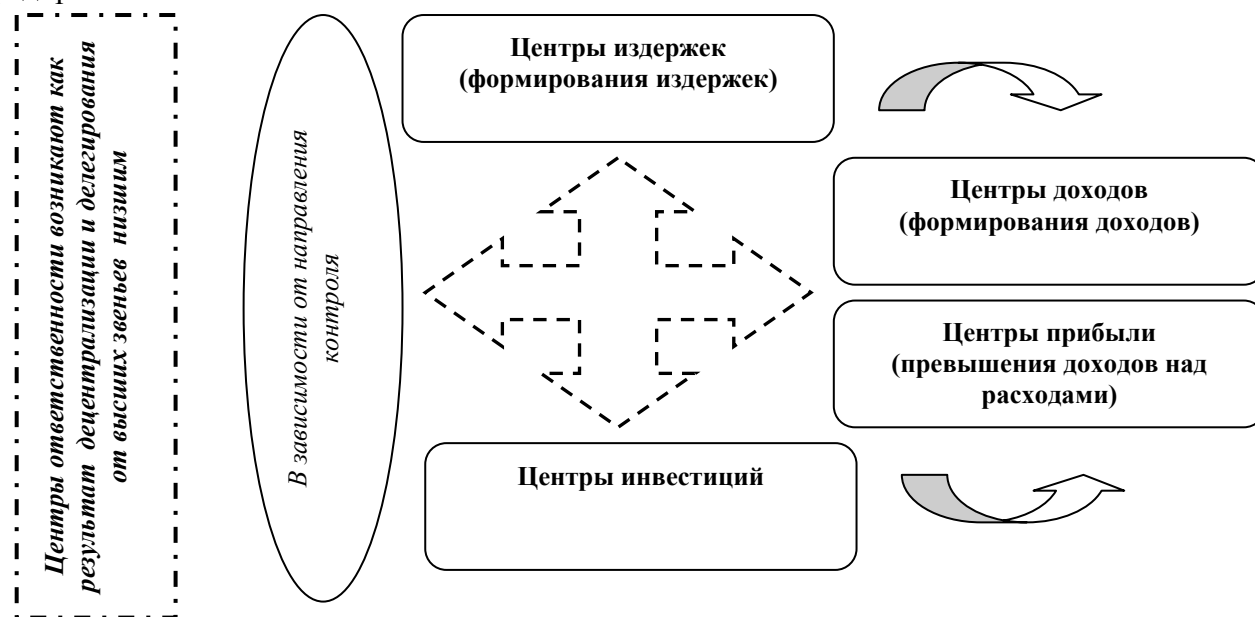 Центры ответственности возникают как
результат децентрализации и делегирования
от высших звеньев низшим
В зависимости от направления
контроля
Центры издержек
(формирования издержек)
Центры доходов
(формирования доходов)
Центры прибыли
(превышения доходов над
расходами)
Центры инвестиций